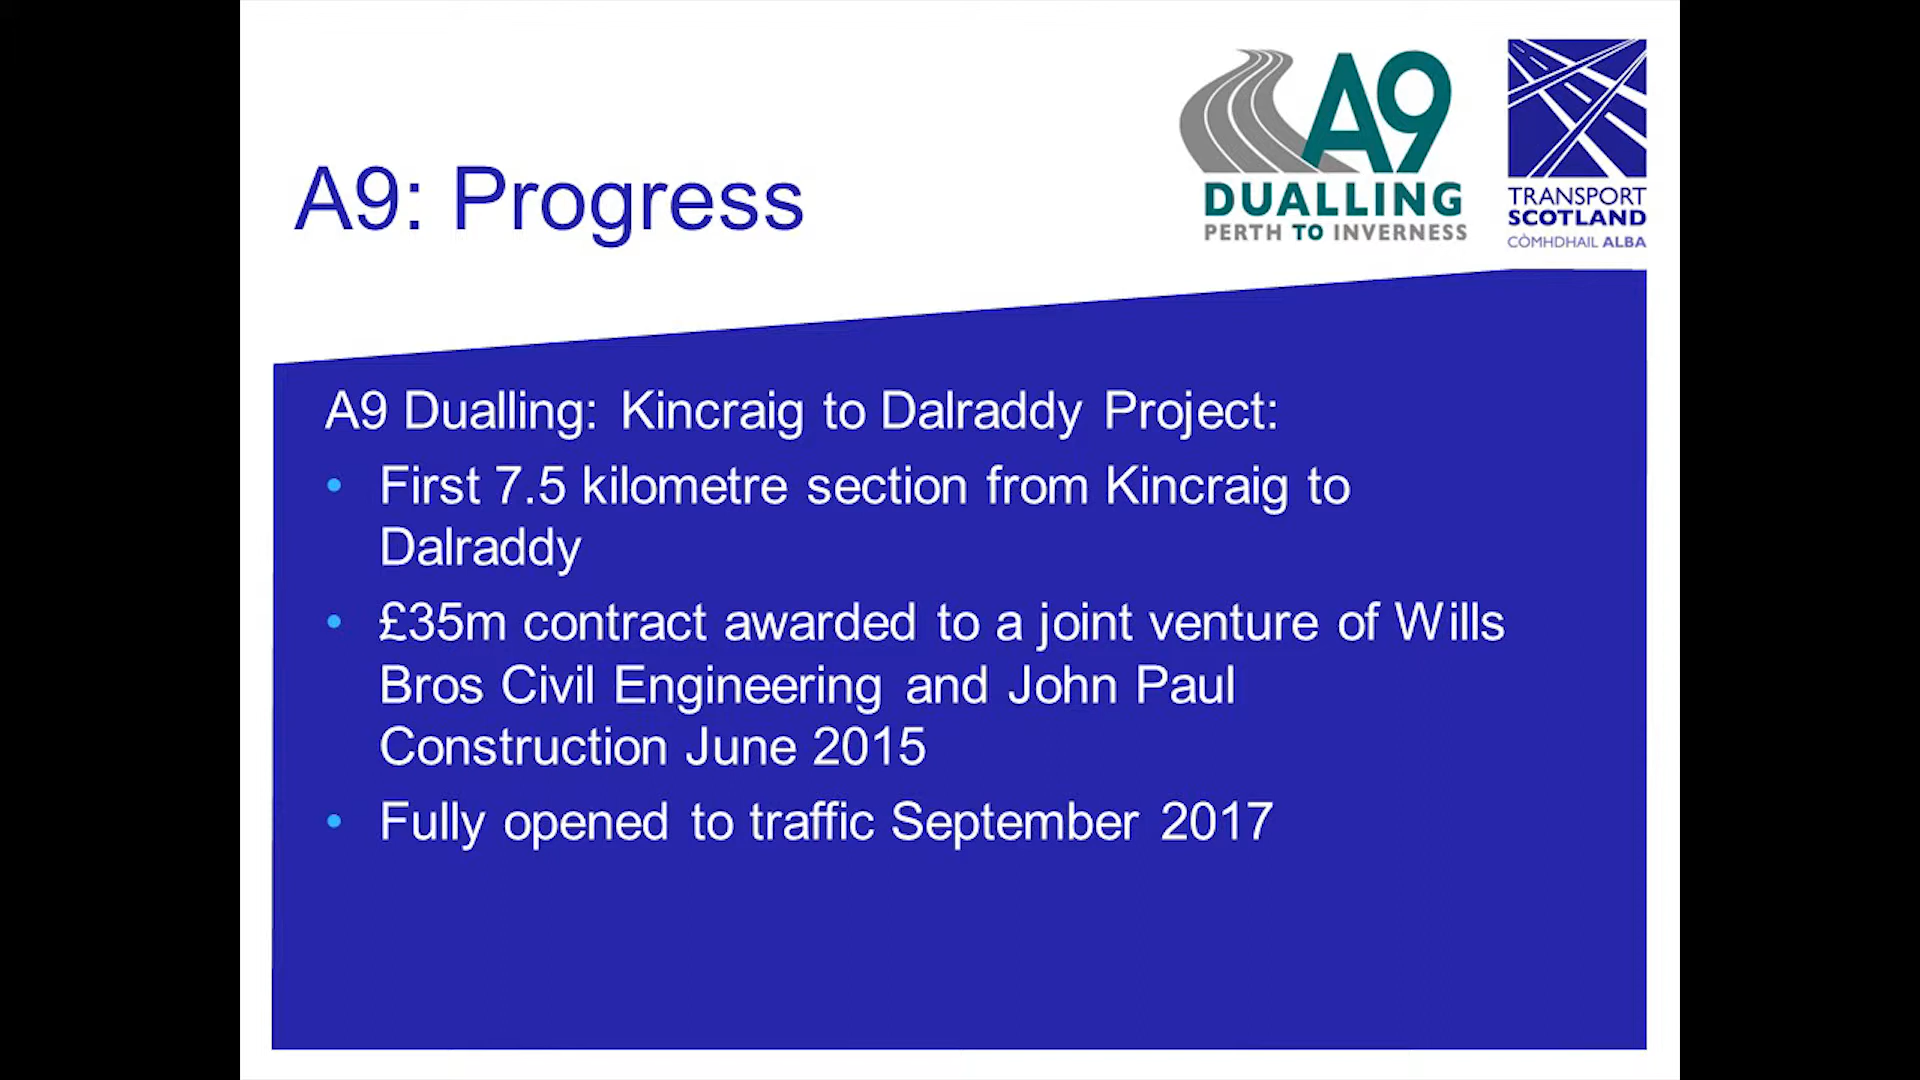 A9
DUALLING
PERTH TO INVERNESS
TRANSPORT
SCOTLAND
CÒMHDHAIL ALBA
A9: Progress
A9 Dualling: Kincraig to Dalraddy Project:
• First 7.5 kilometre section from Kincraig to
Dalraddy
• £35m contract awarded to a joint venture of Wills
Bros Civil Engineering and John Paul
Construction June 2015
• Fully opened to traffic September 2017